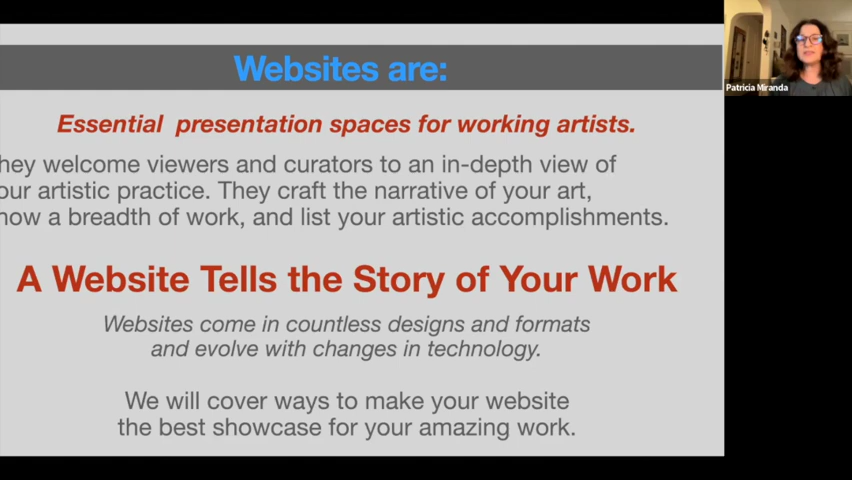 Websites are:
Essential presentation spaces for working artists.
hey welcome viewers and curators to an in-depth view of
our artistic practice. They craft the narrative of your art,
how a breadth of work, and list your artistic accomplishments.
A Website Tells the Story of Your Work
Websites come in countless designs and formats
and evolve with changes in technology.
We will cover ways to make your website
the best showcase for your amazing work.
Patricia Miranda